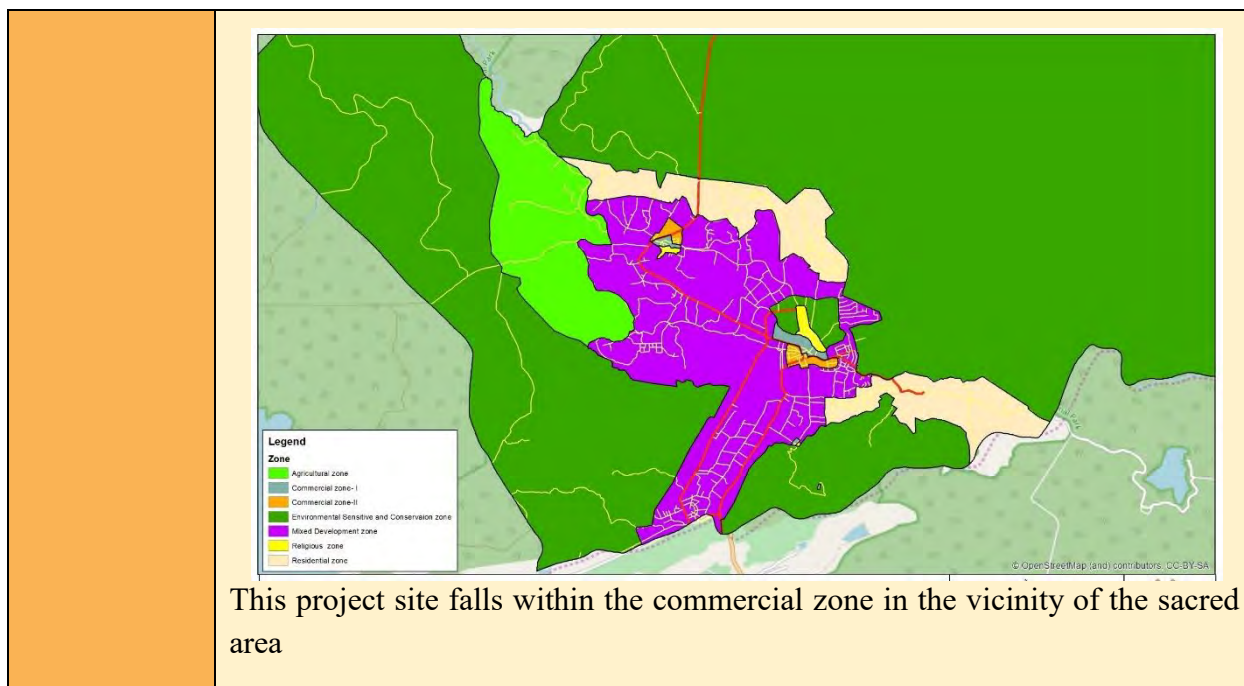 Park
Park
Legend
Zone
Agricultural zone
Commercial zone- I
Commercial zone-II
Environmental Sensitive and Conservaion zone
Mixed Development zone
Religious zone
Residential zone
© OpenStreetMap (and) contributors, CC-BY-SA
This project site falls within the commercial zone in the vicinity of the sacred
area